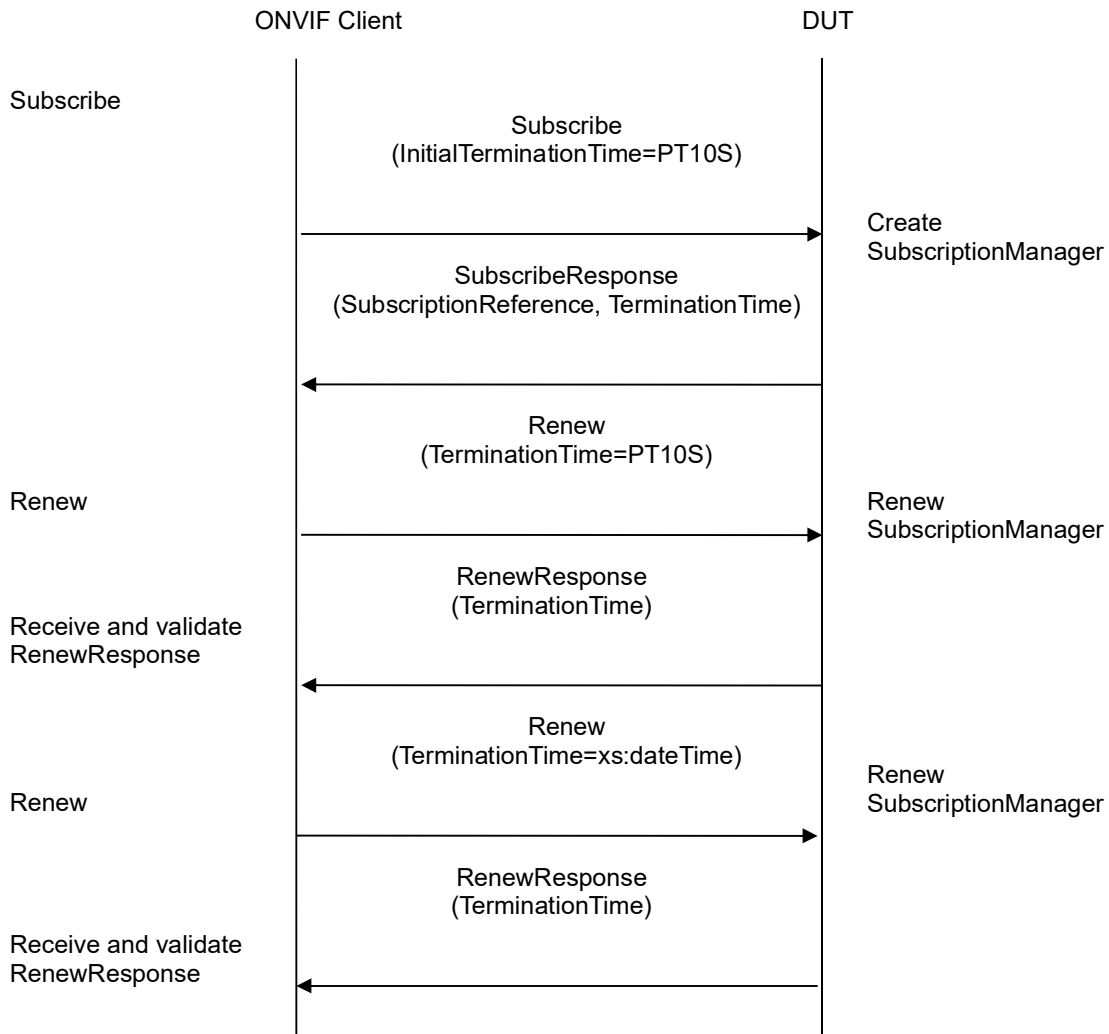 ONVIF Client
DUT
Subscribe
Subscribe
(InitialTerminationTime=PT10S)
Create
SubscriptionManager
SubscribeResponse
(SubscriptionReference, TerminationTime)
Renew
(TerminationTime=PT10S)
Renew
Renew
SubscriptionManager
RenewResponse
(TerminationTime)
Receive and validate
RenewResponse
Renew
(TerminationTime=xs:dateTime)
Renew
Renew
SubscriptionManager
RenewResponse
(TerminationTime)
Receive and validate
RenewResponse